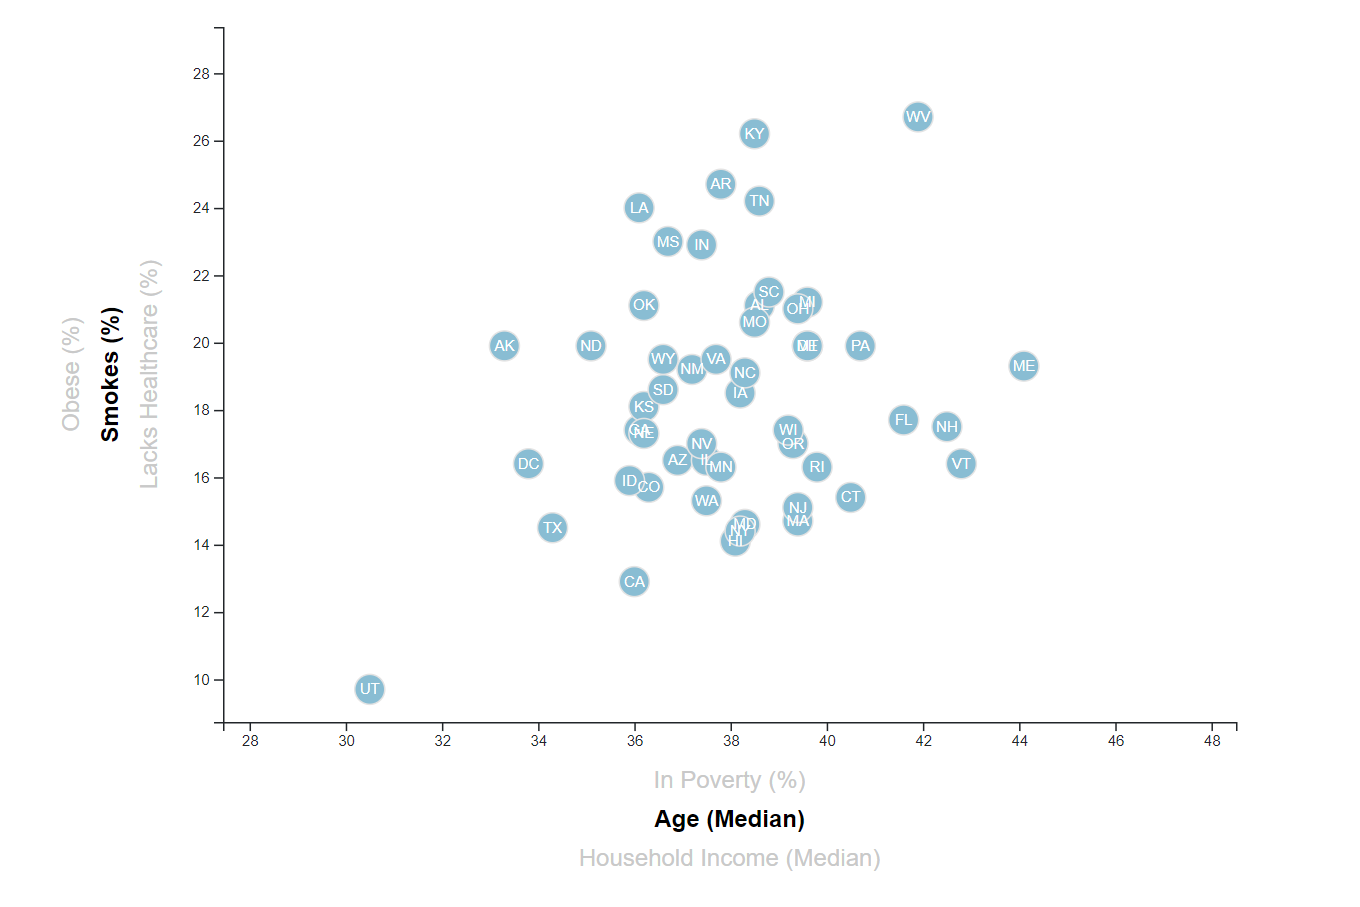 28
WV
KY
26
AR
TN
LA
24
MS
IN
22
SC
MI
OK
AL
OH
MO
20
AK
ND
PA
WY
VA
ME
NM
NC
SD
IA
KS
18
FL
NH
GA
WI
NE
NV
OR
AZ
IL
DC
VT
MN
RI
16
ID
CO
CT
WA
NJ
MA
MD
TX
NY
HI
14
CA
12
UT
10
Obese (%)
Smokes (%)
Lacks Healthcare (%)
28 30 32 34 36 38 40 42 44 46 48
In Poverty (%)
Age (Median)
Household Income (Median)